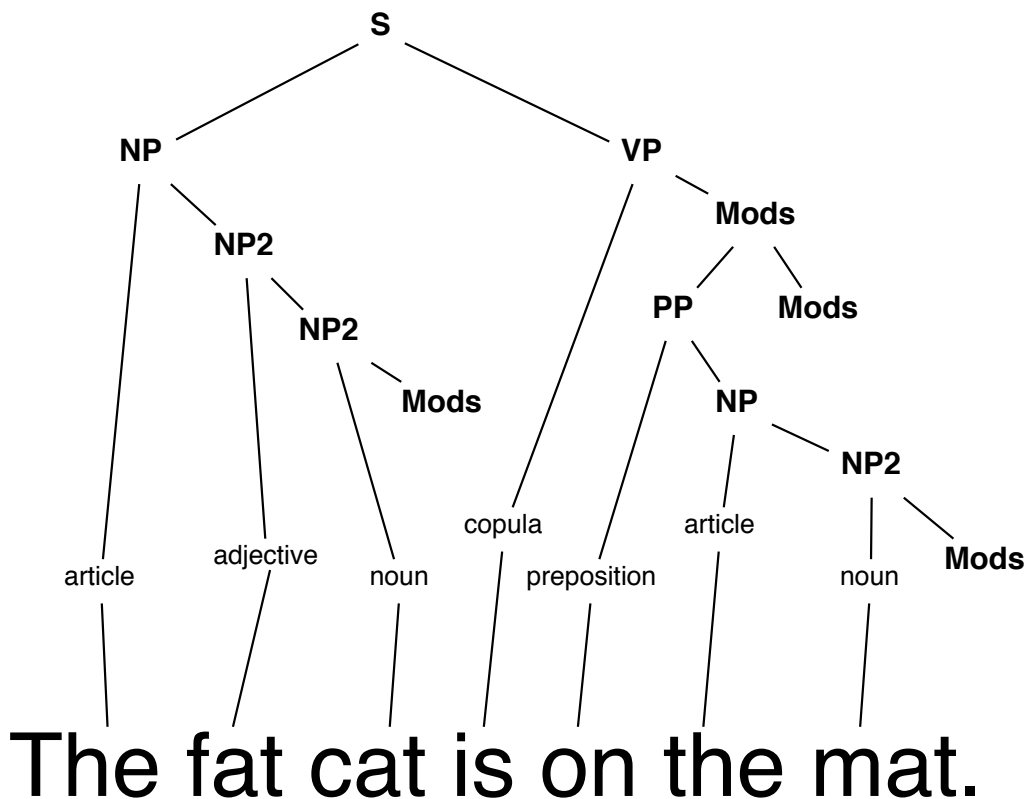 S
NP VP
Mods
NP2
PP Mods
NP2
Mods NP
NP2
copula article
adjective Mods
article noun preposition noun
The fat cat is on the mat.